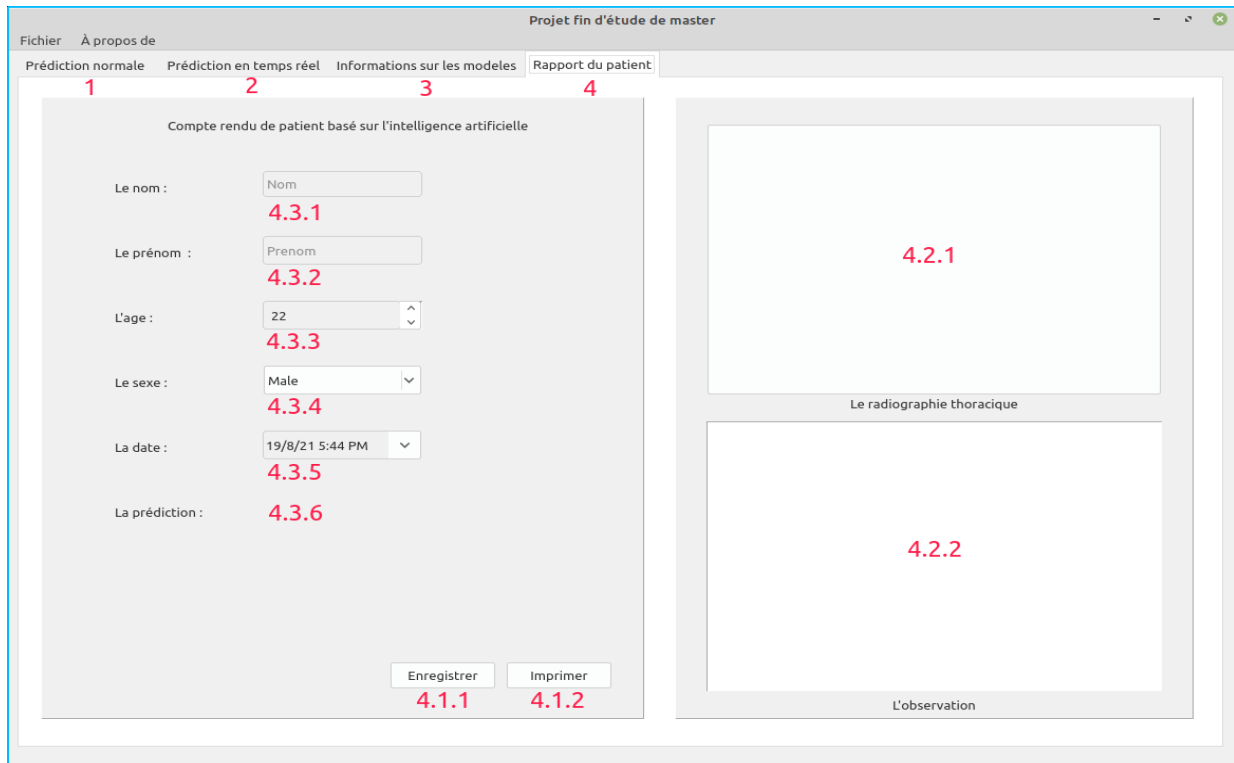 Projet fin d'étude de master
Fichier À propos de
Prédiction normale Prédiction en temps réel Informations sur les modeles Rapport du patient
1 2 3 4
Compte rendu de patient basé sur l'intelligence artificielle
Le nom : Nom
4.3.1
Le prénom : Prenom
4.3.2
L'age : 22
4.3.3
Le sexe : Male
4.3.4
La date : 19/8/21 5:44 PM
4.3.5
La prédiction : 4.3.6
Enregistrer Imprimer
4.1.1 4.1.2
4.2.1
Le radiographie thoracique
4.2.2
L'observation